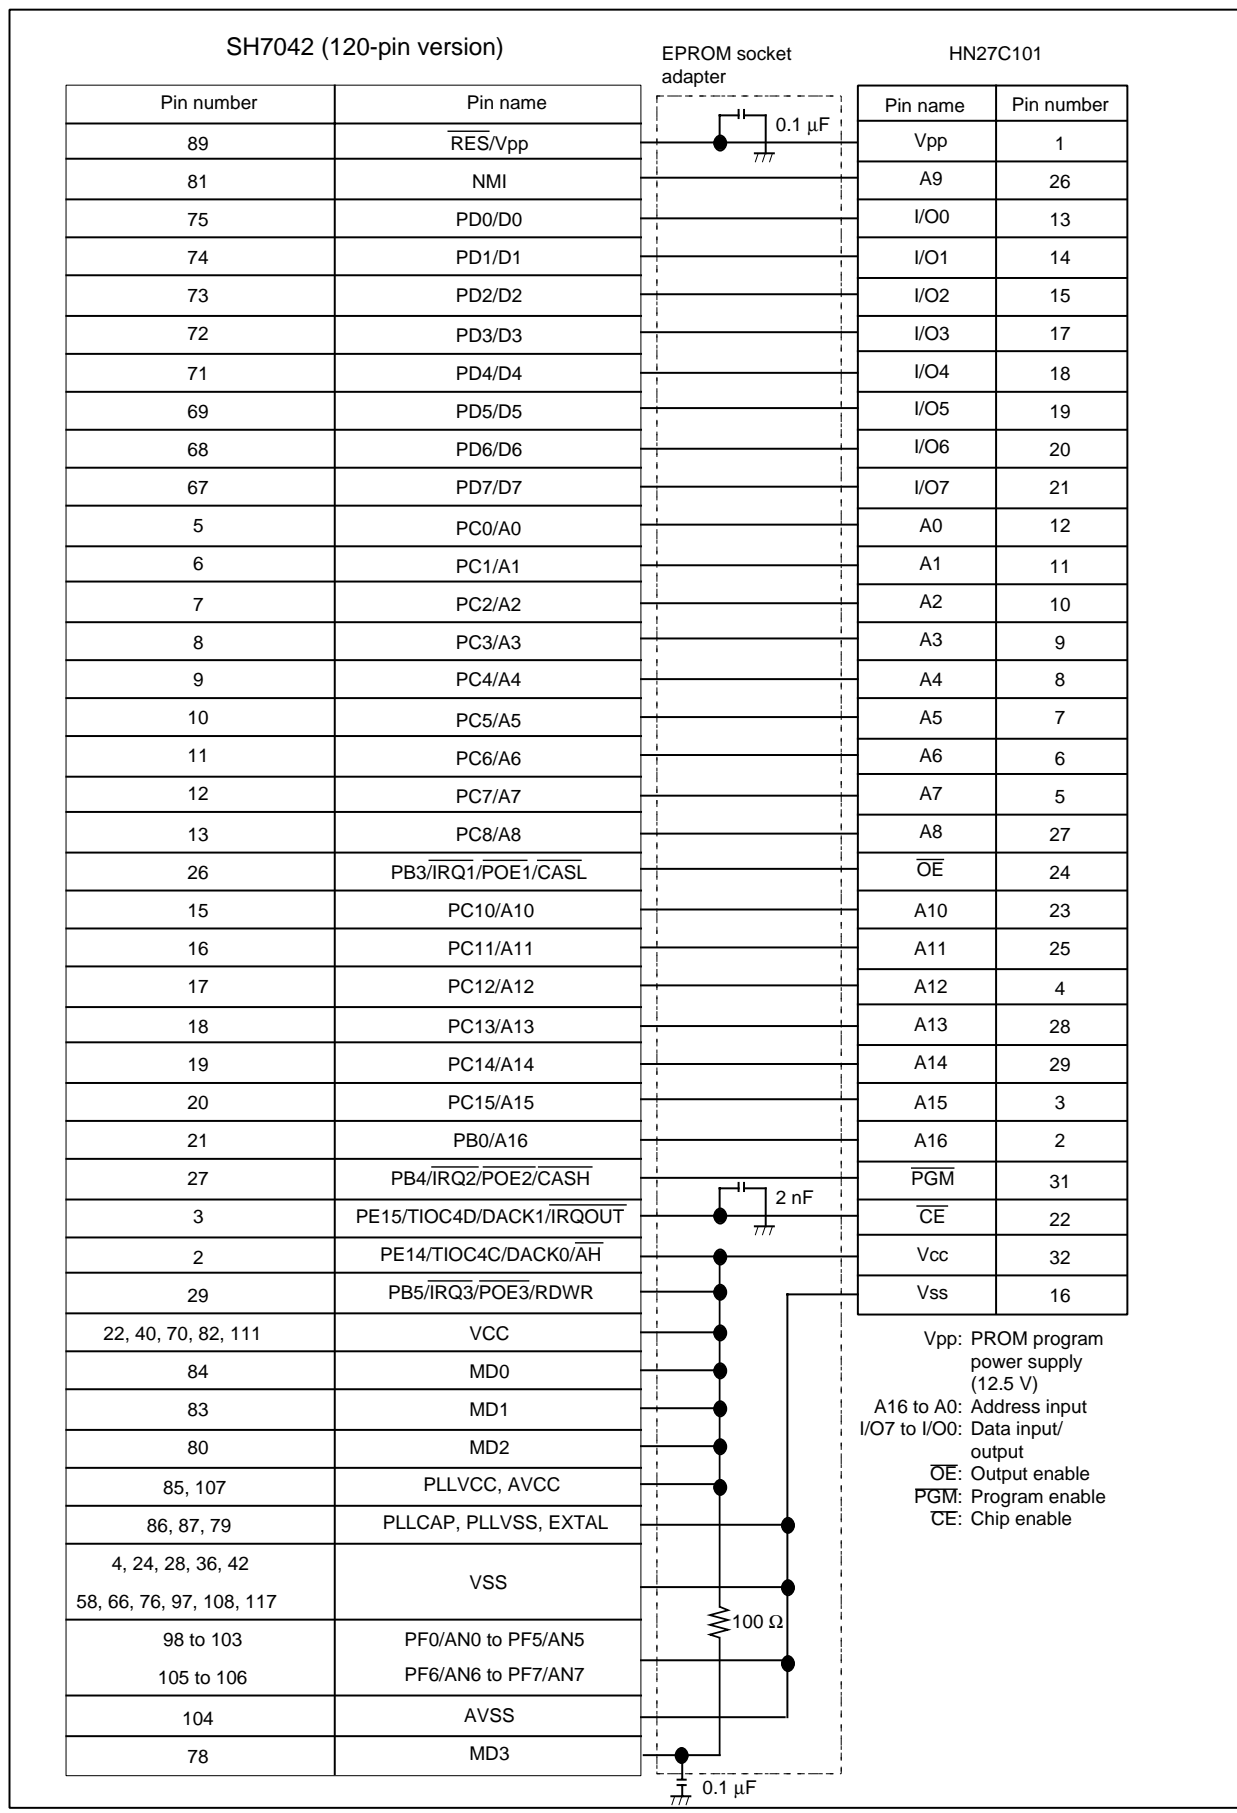 SH7042 (120-pin version)
EPROM socket
adapter
HN27C101
Pin number Pin name Pin name Pin number
0.1 μF
89 RES/Vpp Vpp 1
81 NMI A9 26
75 PD0/D0 I/O0 13
74 PD1/D1 I/O1 14
73 PD2/D2 I/O2 15
72 PD3/D3 I/O3 17
71 PD4/D4 I/O4 18
69 PD5/D5 I/O5 19
68 PD6/D6 I/O6 20
67 PD7/D7 I/O7 21
5 PC0/A0 A0 12
6 PC1/A1 A1 11
7 PC2/A2 A2 10
8 PC3/A3 A3 9
9 PC4/A4 A4 8
10 PC5/A5 A5 7
11 PC6/A6 A6 6
12 PC7/A7 A7 5
13 PC8/A8 A8 27
26 PB3/IRQ1/POE1/CASL OE 24
15 PC10/A10 A10 23
16 PC11/A11 A11 25
17 PC12/A12 A12 4
18 PC13/A13 A13 28
19 PC14/A14 A14 29
20 PC15/A15 A15 3
21 PB0/A16 A16 2
27 PB4/IRQ2/POE2/CASH PGM 31
2 nF
3 PE15/TIOC4D/DACK1/IRQOUT CE 22
2 PE14/TIOC4C/DACK0/AH Vcc 32
29 PB5/IRQ3/POE3/RDWR Vss 16
22, 40, 70, 82, 111 VCC
84 MD0
83 MD1
80 MD2
85, 107 PLLVCC, AVCC
86, 87, 79 PLLCAP, PLLVSS, EXTAL
4, 24, 28, 36, 42
58, 66, 76, 97, 108, 117
VSS
100 Ω
98 to 103 PF0/AN0 to PF5/AN5
105 to 106 PF6/AN6 to PF7/AN7
104 AVSS
78 MD3
0.1 μF
Vpp: PROM program
power supply
(12.5 V)
A16 to A0: Address input
I/O7 to I/O0: Data input/
output
OE: Output enable
PGM: Program enable
CE: Chip enable